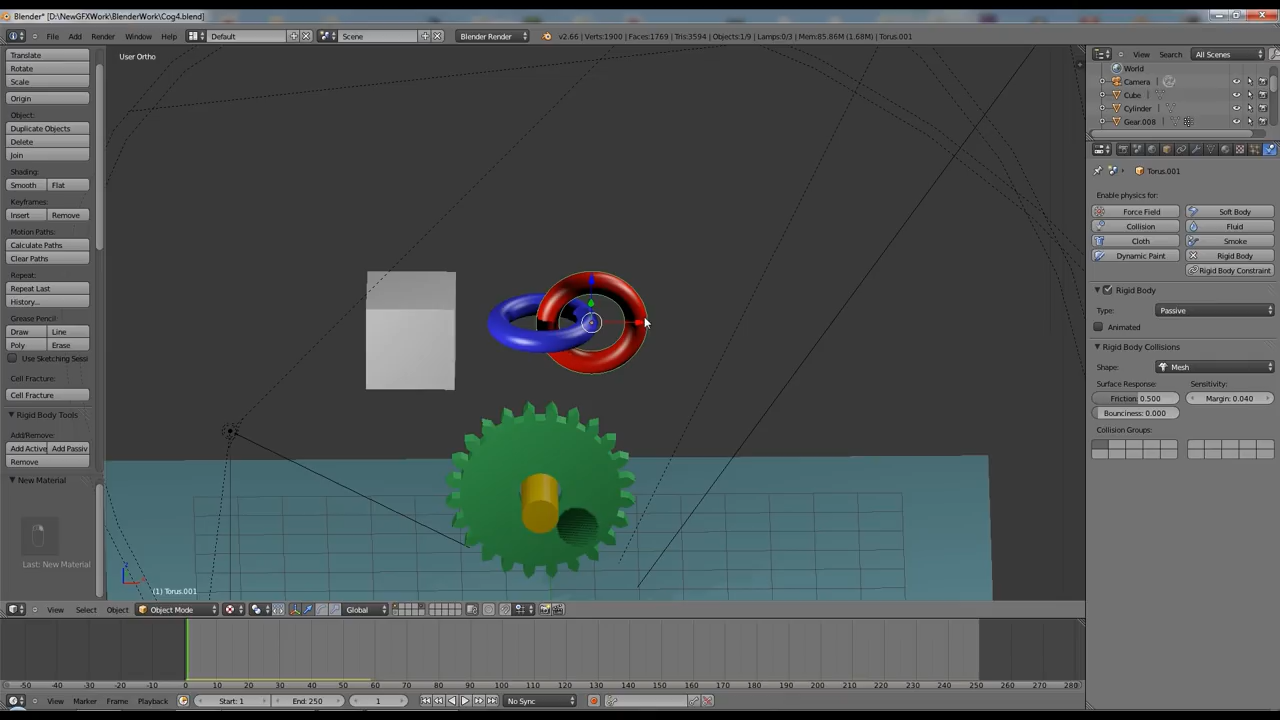 Blender* [D:\NewGFXWork\BlenderWork\Cog4.blend]
File Add Render Window Help Default Scene Blender Render v2.66 | Verts:1900 | Faces:1769 | Tris:3594 | Objects:1/9 | Lamps:0/3 | Mem:85.86M (1.68M) | Torus.001
View Search All Scenes
Translate
Rotate
Scale
Origin
Object:
Duplicate Objects
Delete
Join
Shading:
Smooth Flat
Keyframes:
Insert Remove
Motion Paths:
Calculate Paths
Clear Paths
Repeat:
Repeat Last
History...
Grease Pencil:
Draw Line
Poly Erase
Use Sketching Sessi
Cell Fracture:
Cell Fracture
Rigid Body Tools
Add/Remove:
Add Active Add Passiv
Remove
New Material
Last: New Material
User Ortho
(1) Torus.001
World
Camera
Cube
Cylinder
Gear.008
Torus.001
Enable physics for:
Force Field Soft Body
Collision Fluid
Cloth Smoke
Dynamic Paint Rigid Body
Rigid Body Constraint
Rigid Body
Type: Passive
Animated
Rigid Body Collisions
Shape: Mesh
Surface Response: Sensitivity:
Friction: 0.500 Margin: 0.040
Bounciness: 0.000
Collision Groups:
View Select Object Object Mode Global
-50 -40 -30 -20 -10 0 10 20 30 40 50 60 70 80 90 100 110 120 130 140 150 160 170 180 190 200 210 220 230 240 250 260 270 280
View Marker Frame Playback Start: 1 End: 250 1 No Sync